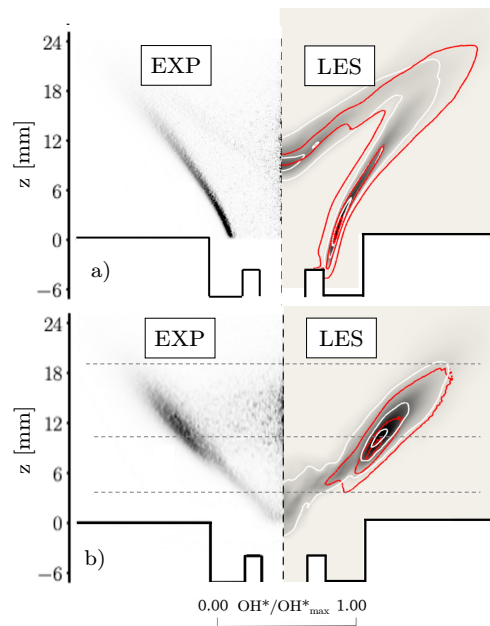 24
18
12
6
0
−6
z [mm]
EXP
LES
a)
24
18
12
6
0
−6
z [mm]
EXP
LES
b)
0.00 OH*/OH*max 1.00